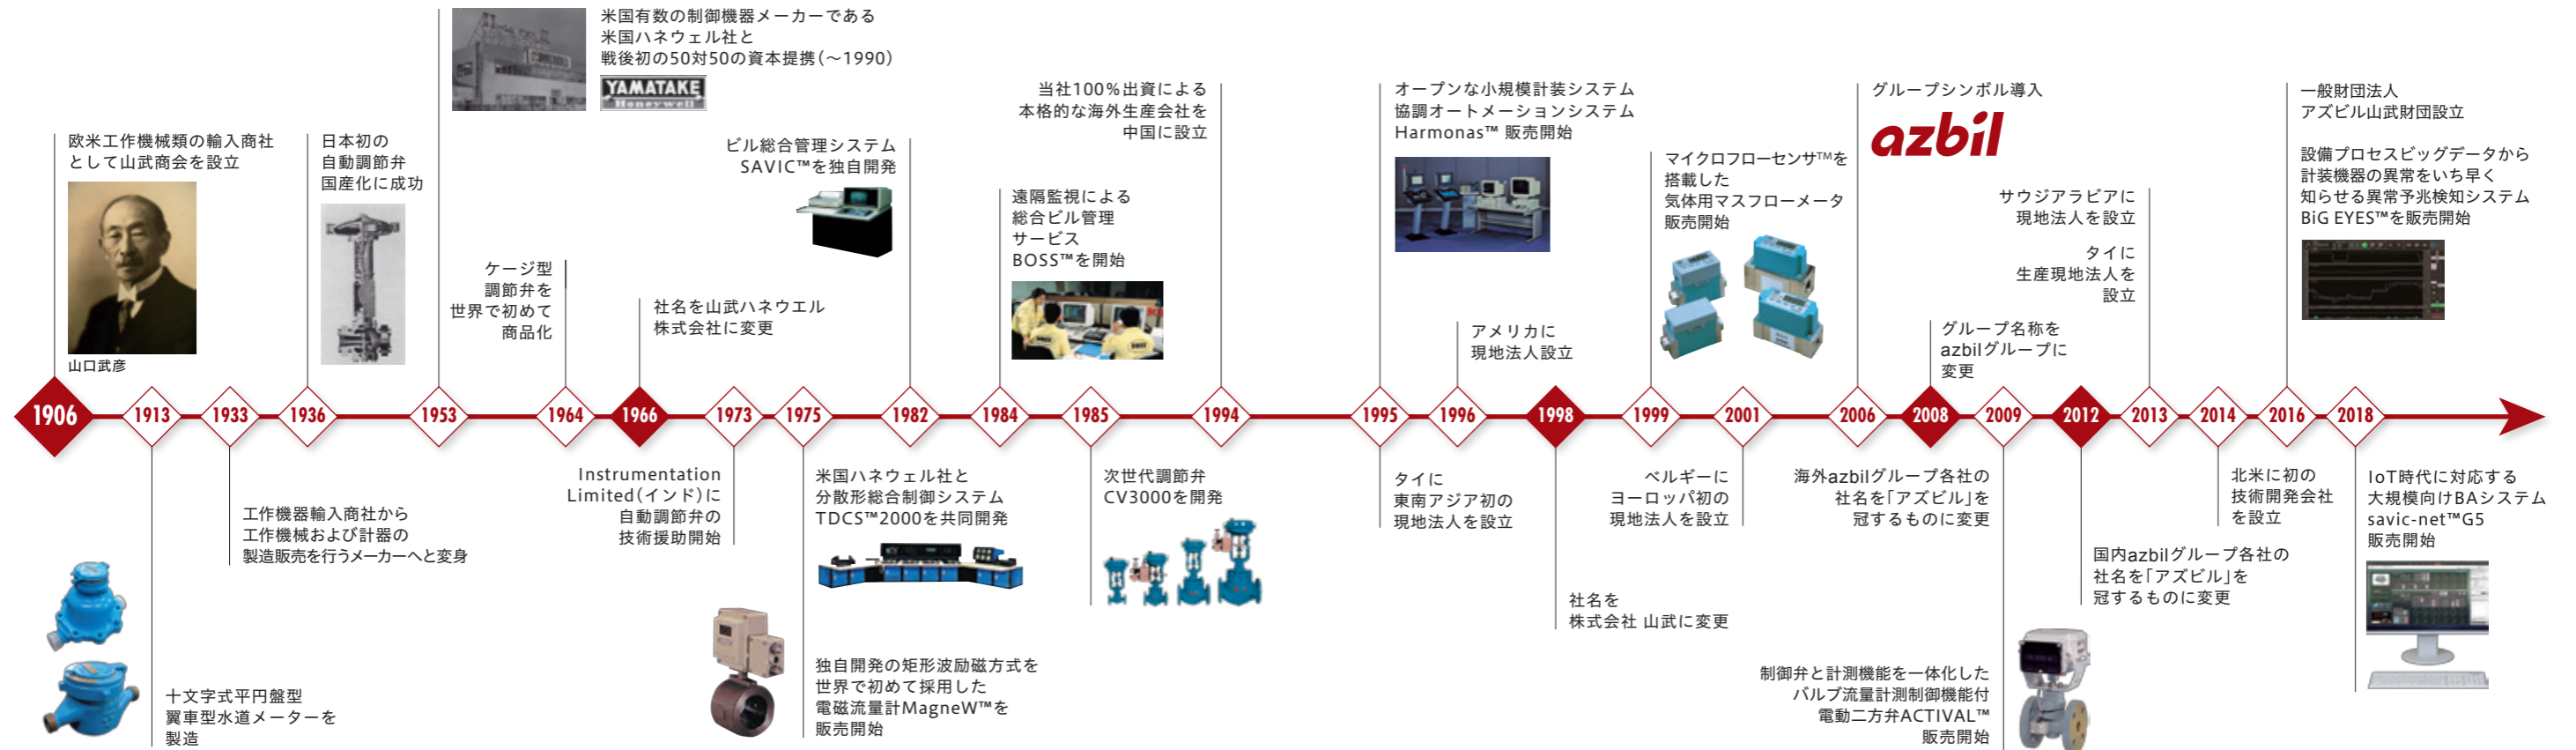 1906
欧米工作機械類の輸入商社
として山武商会を設立
山口武彦
1913
十文字式平円盤型
翼車型水道メーターを
製造
1933
工作機器輸入商社から
工作機械および計器の
製造販売を行うメーカーへと変身
1936
日本初の
自動調節弁
国産化に成功
1953
米国有数の制御機器メーカーである
米国ハネウェル社と
戦後初の50対50の資本提携(～1990)
YAMATAKE
Honeywell
1964
ケージ型
調節弁を
世界で初めて
商品化
1966
社名を山武ハネウエル
株式会社に変更
1973
Instrumentation
Limited(インド)に
自動調節弁の
技術援助開始
1975
米国ハネウェル社と
分散形総合制御システム
TDCS™2000を共同開発
独自開発の矩形波励磁方式を
世界で初めて採用した
電磁流量計MagneW™を
販売開始
1982
ビル総合管理システム
SAVIC™を独自開発
1984
遠隔監視による
総合ビル管理
サービス
BOSS™を開始
1985
次世代調節弁
CV3000を開発
1994
当社100%出資による
本格的な海外生産会社を
中国に設立
1995
オープンな小規模計装システム
協調オートメーションシステム
Harmonas™ 販売開始
タイに
東南アジア初の
現地法人を設立
1996
アメリカに
現地法人設立
1998
社名を
株式会社 山武に変更
1999
マイクロフローセンサ™を
搭載した
気体用マスフローメータ
販売開始
2001
ベルギーに
ヨーロッパ初の
現地法人を設立
2006
グループシンボル導入
azbil
2008
グループ名称を
azbilグループに
変更
2009
海外azbilグループ各社の
社名を「アズビル」を
冠するものに変更
制御弁と計測機能を一体化した
バルブ流量計測制御機能付
電動二方弁ACTIVAL™
販売開始
2012
国内azbilグループ各社の
社名を「アズビル」を
冠するものに変更
2013
サウジアラビアに
現地法人を設立
タイに
生産現地法人を
設立
2014
北米に初の
技術開発会社
を設立
2016
一般財団法人
アズビル山武財団設立
設備プロセスビッグデータから
計装機器の異常をいち早く
知らせる異常予兆検知システム
BiG EYES™を販売開始
2018
IoT時代に対応する
大規模向けBAシステム
savic-net™G5
販売開始